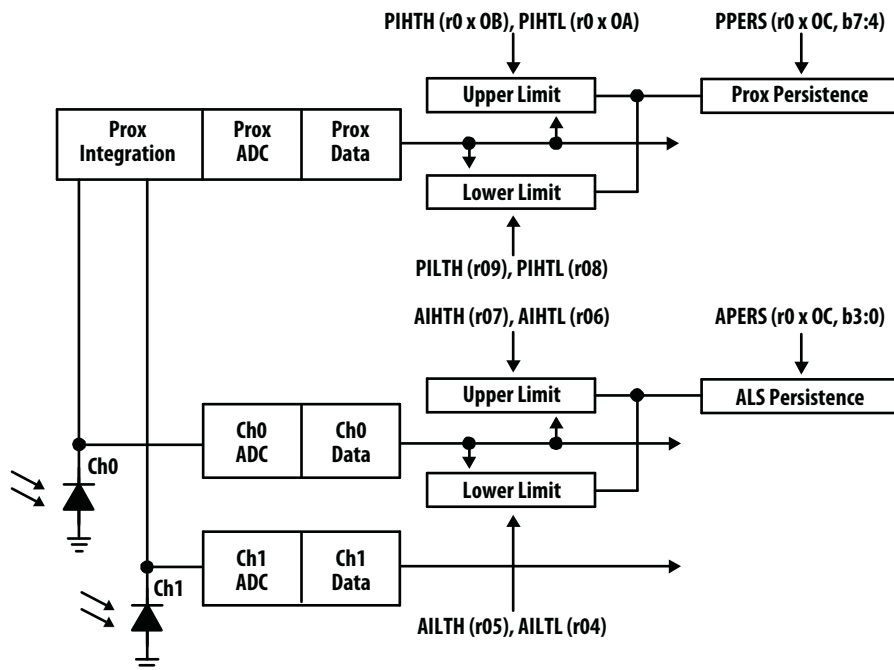 PIHTH (r0 x OB), PIHTL (r0 x OA)
PPERS (r0 x OC, b7:4)
Upper Limit
Prox Persistence
Prox
Integration
Prox
ADC
Prox
Data
Lower Limit
PILTH (r09), PIHTL (r08)
AIHTH (r07), AIHTL (r06)
APERS (r0 x OC, b3:0)
Upper Limit
ALS Persistence
Ch0
ADC
Ch0
Data
Ch0
Lower Limit
Ch1
ADC
Ch1
Data
Ch1
AILTH (r05), AILTL (r04)